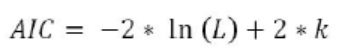 AIC = −2 ∗ ln (L) + 2 ∗ k